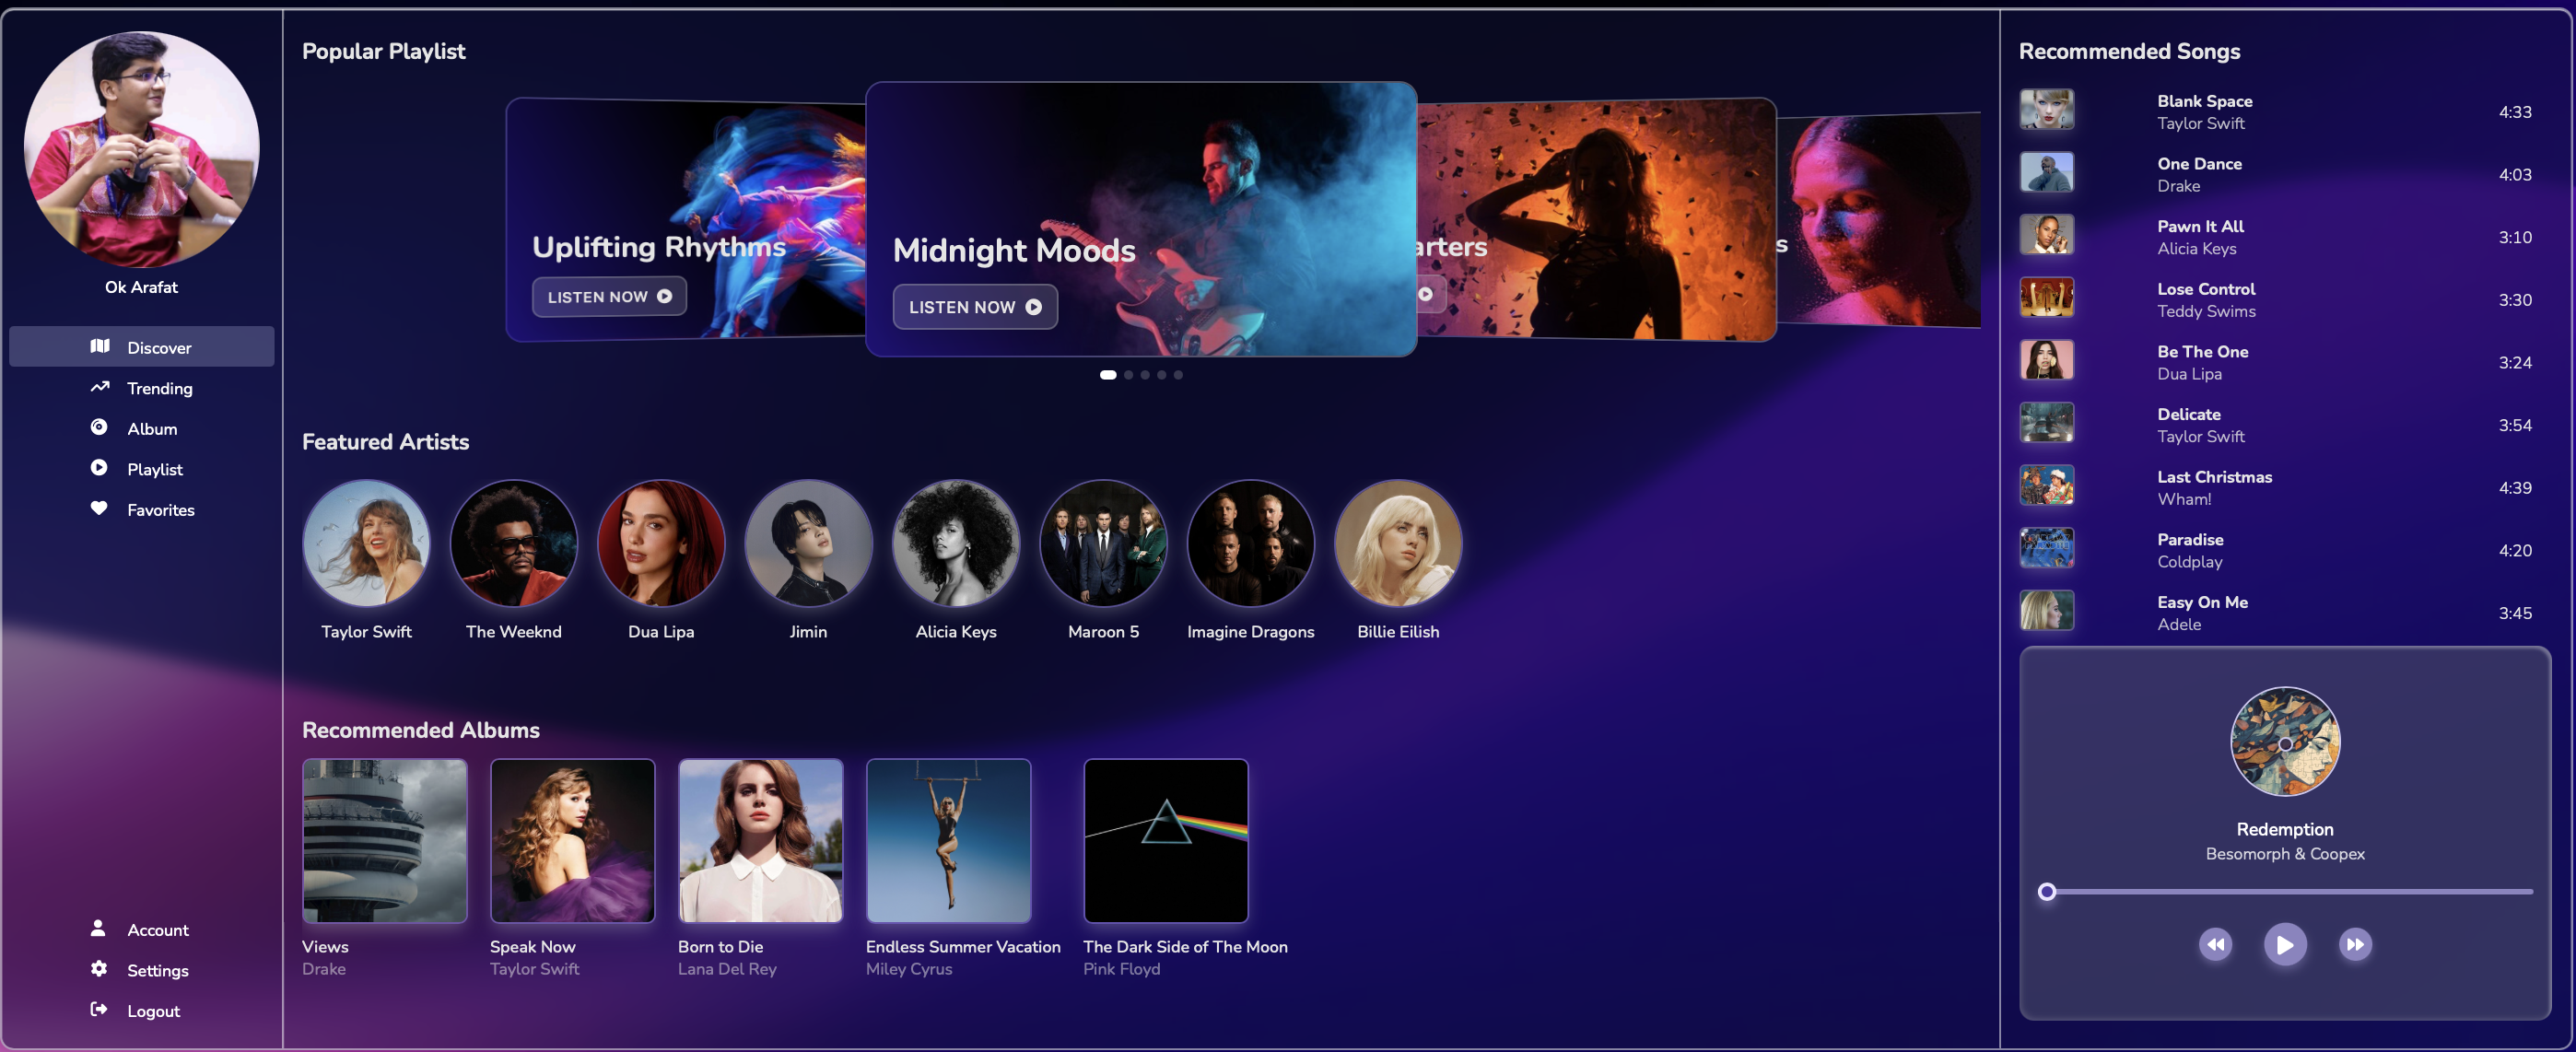 Ok Arafat
Discover
Trending
Album
Playlist
Favorites
Account
Settings
Logout
Popular Playlist
Uplifting Rhythms
LISTEN NOW
Midnight Moods
LISTEN NOW
arters
s
Featured Artists
Taylor Swift
The Weeknd
Dua Lipa
Jimin
Alicia Keys
Maroon 5
Imagine Dragons
Billie Eilish
Recommended Albums
Views
Drake
Speak Now
Taylor Swift
Born to Die
Lana Del Rey
Endless Summer Vacation
Miley Cyrus
The Dark Side of The Moon
Pink Floyd
Recommended Songs
Blank Space
Taylor Swift
4:33
One Dance
Drake
4:03
Pawn It All
Alicia Keys
3:10
Lose Control
Teddy Swims
3:30
Be The One
Dua Lipa
3:24
Delicate
Taylor Swift
3:54
Last Christmas
Wham!
4:39
Paradise
Coldplay
4:20
Easy On Me
Adele
3:45
Redemption
Besomorph & Coopex